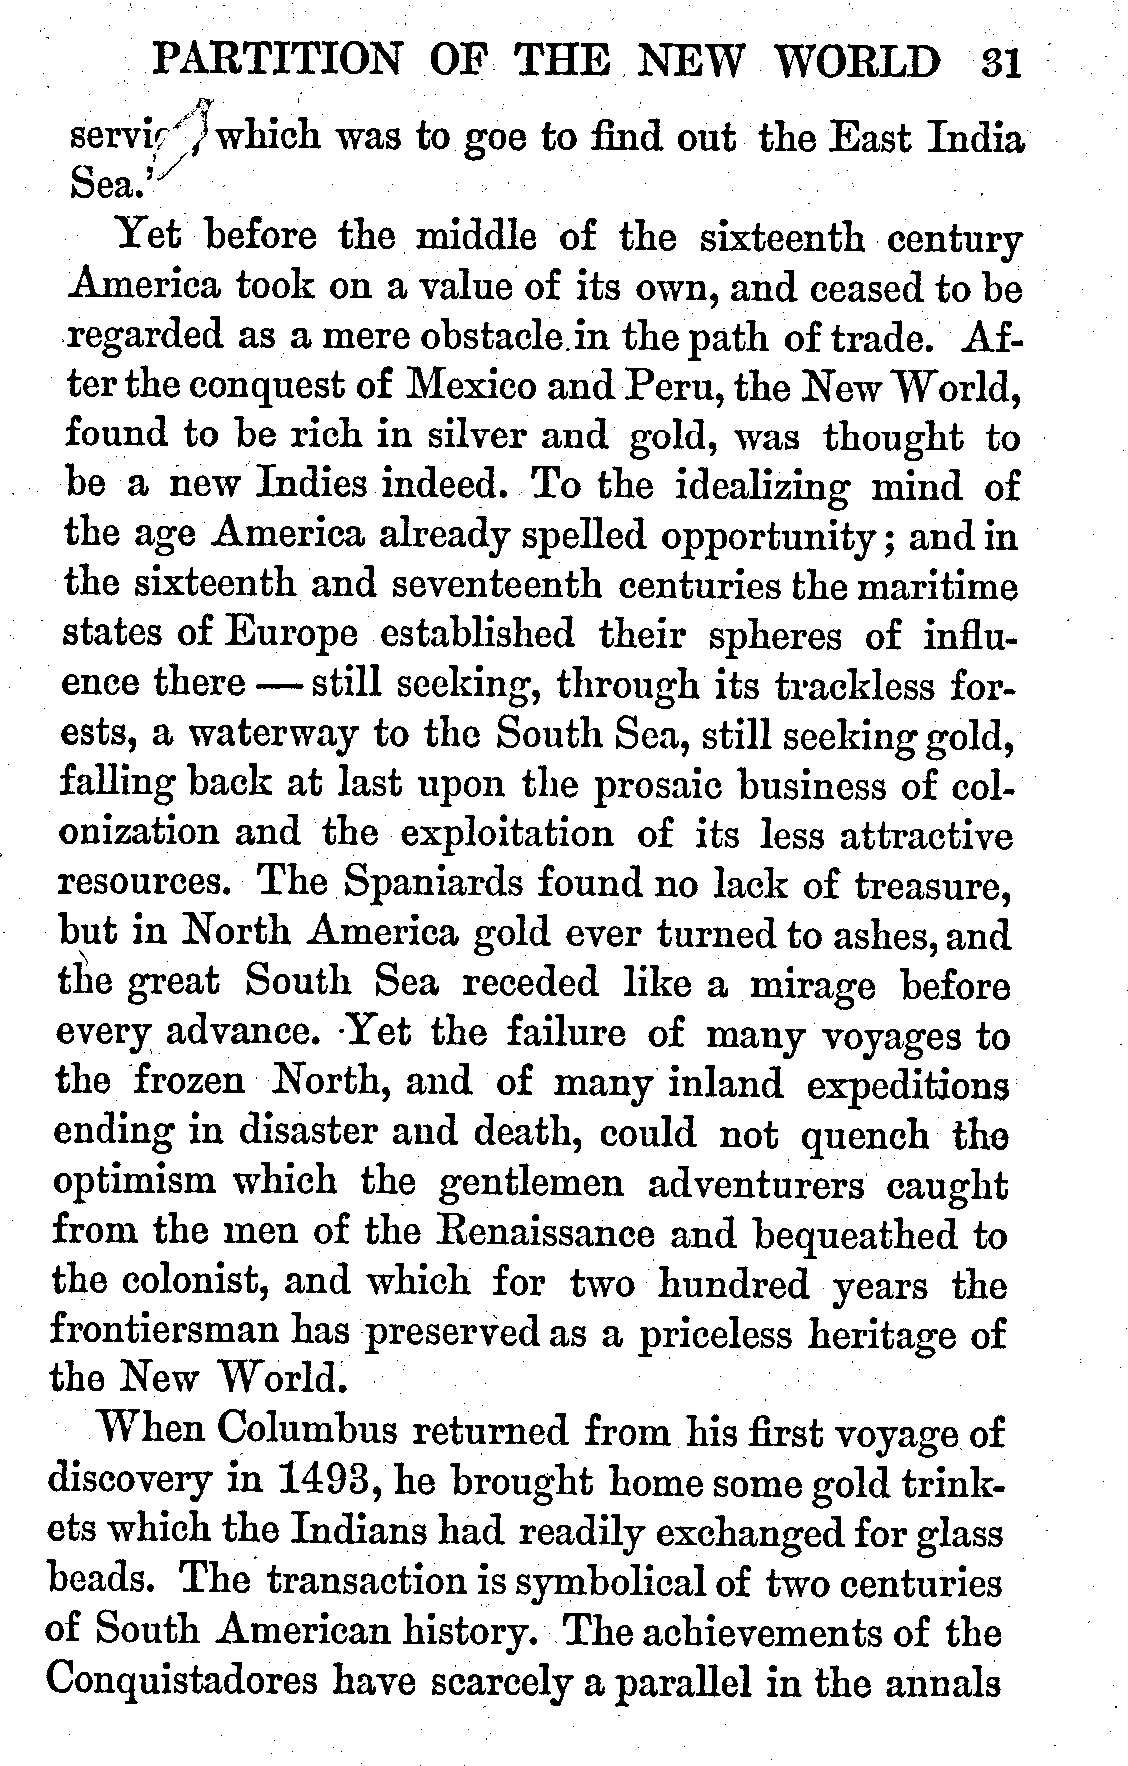 PARTITION OF THE NEW WORLD 31
which was to goe to find out the East India
Sea.'
Yet before the middle of the sixteenth century
America took on a value of its own, and ceased to be
regarded as a mere obstacle in the path of trade. Af-
ter the conquest of Mexico and Peru, the New World,
found to be rich in silver and gold, was thought to
be a new Indies indeed. To the idealizing mind of
the age America already spelled opportunity; and in
the sixteenth and seventeenth centuries the maritime
states of Europe established their spheres of influ-
ence there — still seeking, through its trackless for-
ests, a waterway to the South Sea, still seeking gold,
falling back at last upon the prosaic business of col-
onization and the exploitation of its less attractive
resources. The Spaniards found no lack of treasure,
but in North America gold ever turned to ashes, and
the great South Sea receded like a mirage before
every advance. Yet the failure of many voyages to
the frozen North, and of many inland expeditions
ending in disaster and death, could not quench the
optimism which the gentlemen adventurers caught
from the men of the Renaissance and bequeathed to
the colonist, and which for two hundred years the
frontiersman has preserved as a priceless heritage of
the New World.
When Columbus returned from his first voyage of
discovery in 1493, he brought home some gold trink-
ets which the Indians had readily exchanged for glass
beads. The transaction is symbolical of two centuries
of South American history. The achievements of the
Conquistadores have scarcely a parallel in the annals